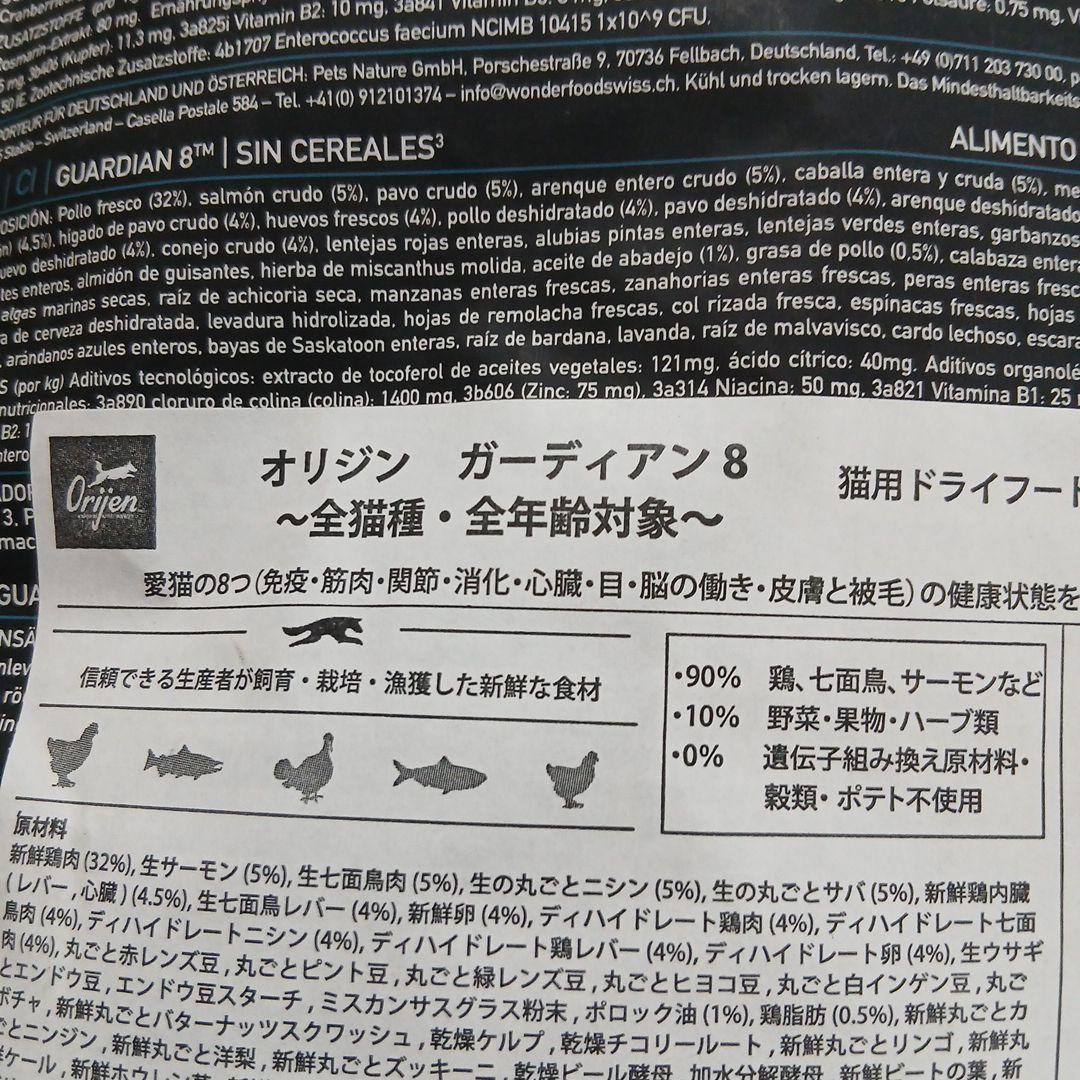 Rosmarin-Extrakt: 80 mg. Ernährungsphy
10 mg, 3a841 Vitamin
0,75 mg. V
(Kupfer): 11,3 mg, 3a825i Vitamin B2:
Zootechnische Zusatzstoffe: 4b1707 Enterococcus faecium NCIMB 10415 1x10^9 CFU.
PORTEUR FÜR DEUTSCHLAND UND ÖSTERREICH: Pets Nature GmbH, Porschestraße 9, 70736 Fellbach, Deutschland, Tel.: +49 (0)711 203 730 00,
Stabio – Switzerland – Casella Postale 584 – Tel. +41(0) 912101374 – info@wonderfoodswiss.ch. Kühl und trocken lagern. Das Mindesthaltbarkeits
CI | GUARDIAN 8™ | SIN CEREALES³ ALIMENTO
OSICIÓN: Pollo fresco (32%), salmón crudo (5%), pavo crudo (5%), arenque entero crudo (5%), caballa entera y cruda (5%), me
ón) (4,5%), hígado de pavo crudo (4%), huevos frescos (4%), pollo deshidratado (4%), pavo deshidratado (4%), arenque deshidratado
uevo deshidratado (4%), conejo crudo (4%), lentejas rojas enteras, alubias pintas enteras, lentejas verdes enteras, garbanzos
tes enteros, almidón de guisantes, hierba de miscanthus molida, aceite de abadejo (1%), grasa de pollo (0.5%), calabaza entera
algas marinas secas, raíz de achicoria seca, manzanas enteras frescas, zanahorias enteras frescas, peras enteras fresc
a de cerveza deshidratada, levadura hidrolizada, hojas de remolacha frescas, col rizada fresca, espinacas frescas, hojas
, arándanos azules enteros, bayas de Saskatoon enteras, raíz de bardana, lavanda, raíz de malvavisco, cardo lechoso, escara
S (por kg) Aditivos tecnológicos: extracto de tocoferol de aceites vegetales: 121mg, ácido cítrico: 40mg. Aditivos organolé
nutricionales: 3a890 cloruro de colina (colina): 1400 mg, 3b606 (Zinc: 75 mg), 3a314 Niacina: 50 mg, 3a821 Vitamina B1: 25
B2: 1
Orijen
オリジン ガーディアン 8
猫用ドライフード
～全猫種・全年齢対象～
愛猫の8つ(免疫・筋肉・関節・消化・心臓・目・脳の働き・皮膚と被毛)の健康状態を
信頼できる生産者が飼育・栽培・漁獲した新鮮な食材
・90% 鶏、七面鳥、サーモンなど
・10% 野菜・果物・ハーブ類
・0% 遺伝子組み換え原材料・
穀類・ポテト不使用
原材料
新鮮鶏肉 (32%), 生サーモン (5%), 生七面鳥肉 (5%), 生の丸ごとニシン (5%), 生の丸ごとサバ (5%), 新鮮鶏内臓
(レバー, 心臓) (4.5%), 生七面鳥レバー (4%), 新鮮卵 (4%), ディハイドレート鶏肉 (4%), ディハイドレート七面
鳥肉 (4%), ディハイドレートニシン (4%), ディハイドレート鶏レバー (4%), ディハイドレート卵 (4%), 生ウサギ
肉 (4%), 丸ごと赤レンズ豆, 丸ごとピント豆, 丸ごと緑レンズ豆, 丸ごとヒヨコ豆, 丸ごと白インゲン豆, 丸ご
とエンドウ豆, エンドウ豆スターチ, ミスカンサスグラス粉末, ポロック油 (1%), 鶏脂肪 (0.5%), 新鮮丸ごとカ
ボチャ, 新鮮丸ごとバターナッツスクワッシュ, 乾燥ケルプ, 乾燥チコリールート, 新鮮丸ごとリンゴ, 新鮮丸
ごとニンジン, 新鮮丸ごと洋梨, 新鮮丸ごとズッキーニ, 乾燥ビール酵母, 加水分解酵母, 新鮮ビートの葉, 新
鮮ケール, 新鮮ホウレン草